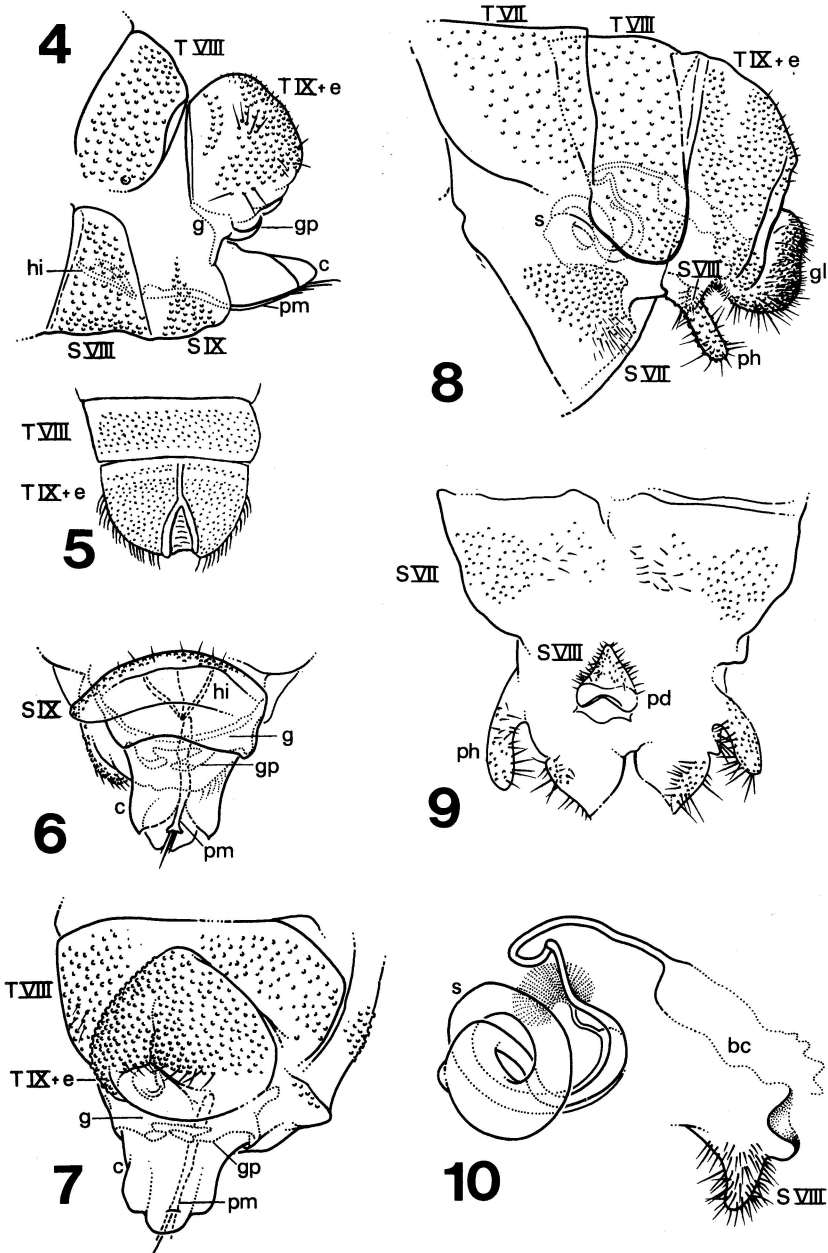 4
T VIII
T IX+e
g
gp
hi
c
pm
S VIII
S IX
T VIII
T IX+e
5
S IX
hi
g
gp
c
6
pm
T VIII
T IX+e
g
c
gp
7
pm
T VII
T VIII
T IX+e
s
S VIII
gl
8
S VII
ph
S VII
S VIII
pd
ph
9
s
bc
10
S VIII